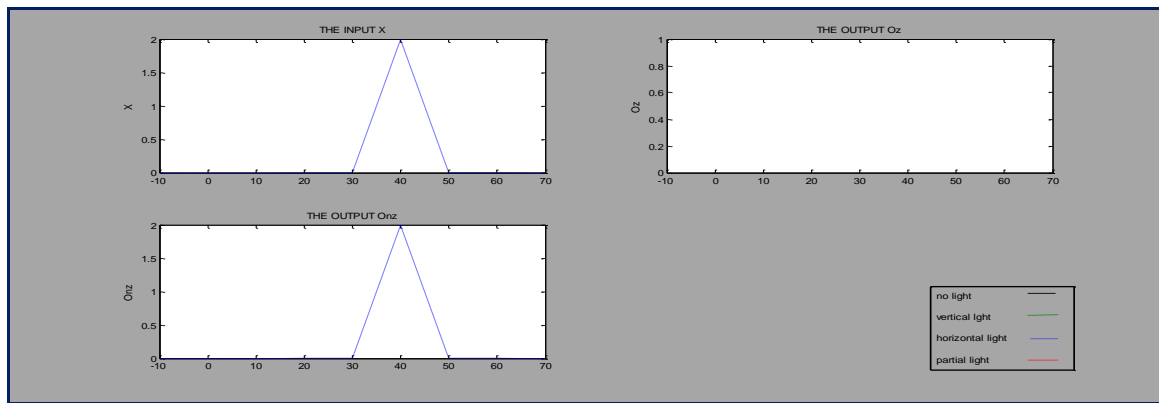 THE INPUT X
2
1.5
1
0.5
0
X
-10 0 10 20 30 40 50 60 70
THE OUTPUT Oz
1
0.8
0.6
0.4
0.2
0
Oz
-10 0 10 20 30 40 50 60 70
THE OUTPUT Onz
2
1.5
1
0.5
0
Onz
-10 0 10 20 30 40 50 60 70
no light
vertical lght
horizontal light
partial light